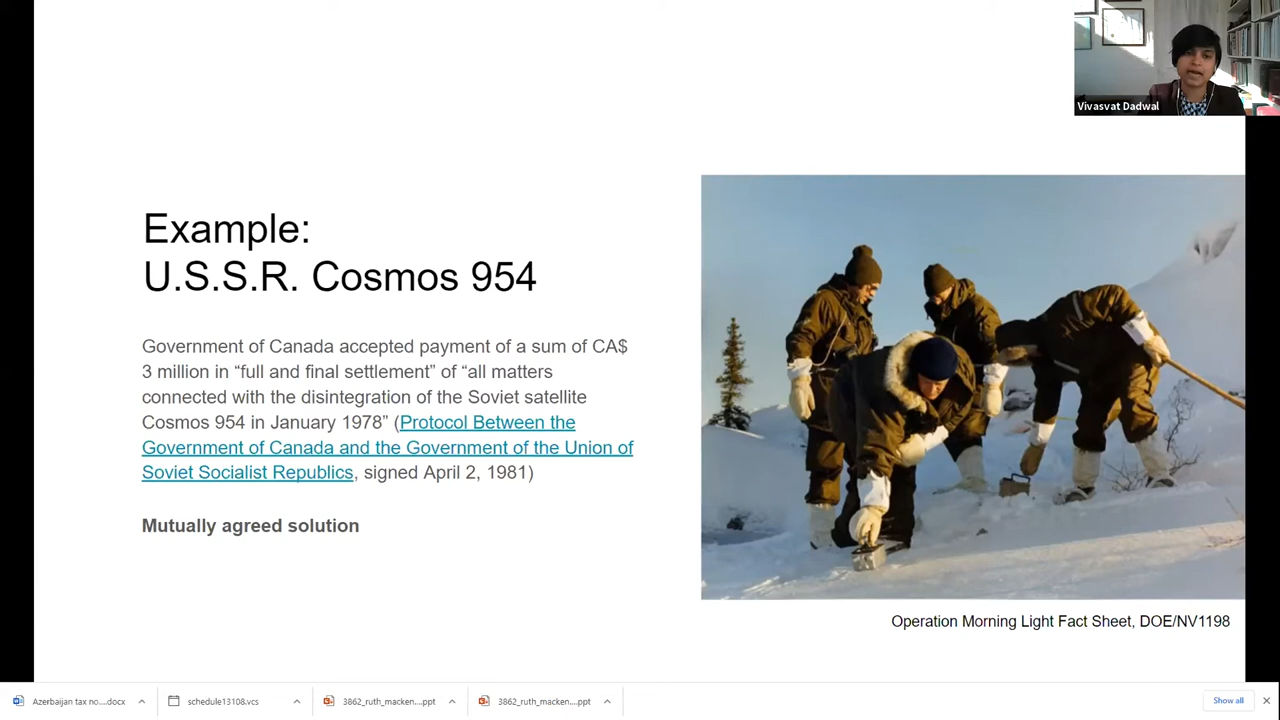 Vivasvat Dadwal
Example:
U.S.S.R. Cosmos 954
Government of Canada accepted payment of a sum of CA$
3 million in “full and final settlement” of “all matters
connected with the disintegration of the Soviet satellite
Cosmos 954 in January 1978” (Protocol Between the
Government of Canada and the Government of the Union of
Soviet Socialist Republics, signed April 2, 1981)
Mutually agreed solution
Operation Morning Light Fact Sheet, DOE/NV1198
Azerbaijan tax no....docx
schedule13108.vcs
3862_ruth_macken....ppt
3862_ruth_macken....ppt
Show all